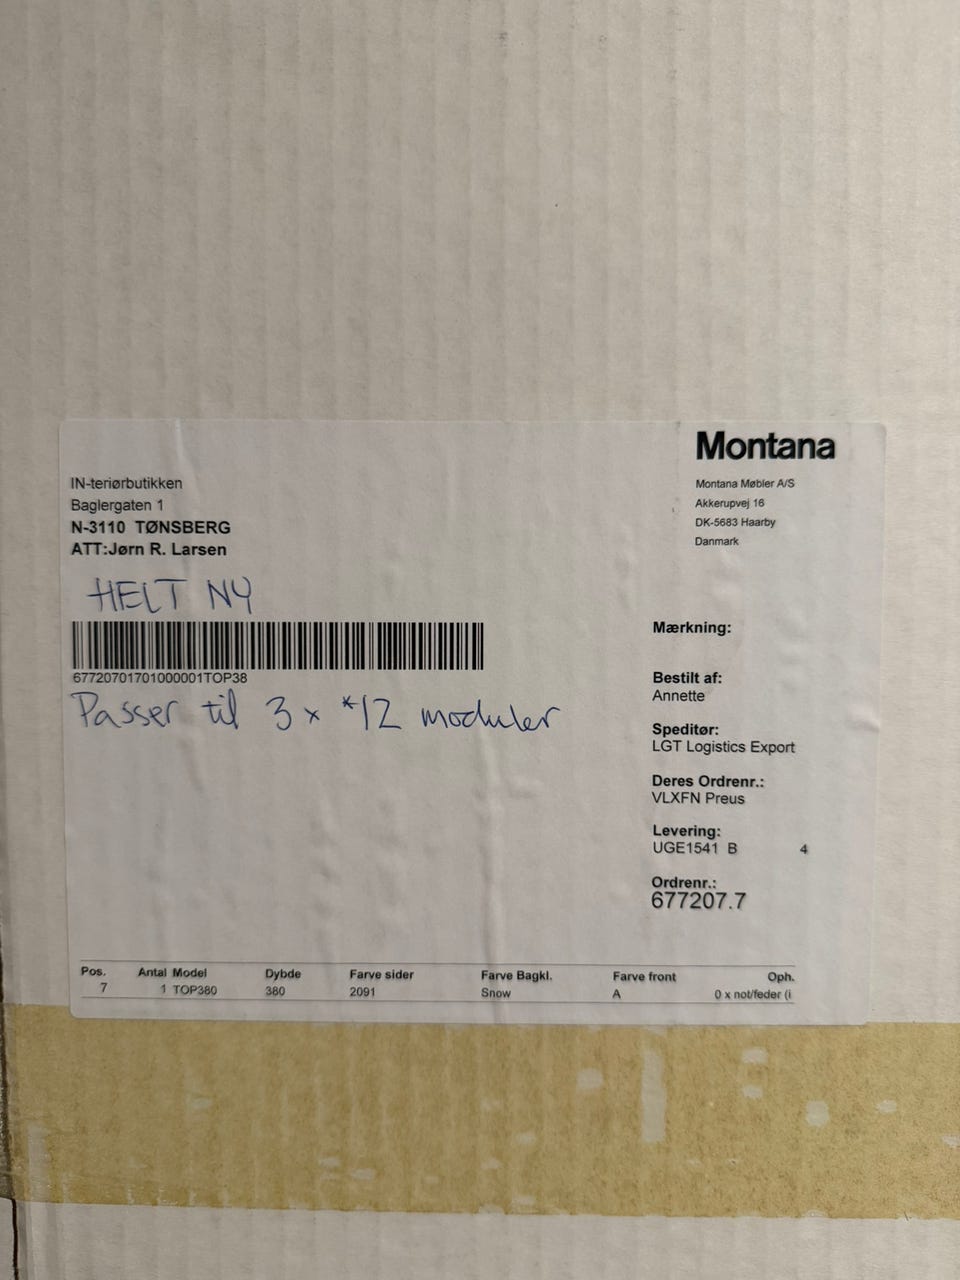 Montana
Montana Møbler A/S
Akkerupvej 16
DK-5683 Haarby
Danmark
IN-teriørbutikken
Baglergaten 1
N-3110 TØNSBERG
ATT:Jørn R. Larsen
HELT NY
67720701701000001TOP38
Passer til 3 x *12 moduler
Mærkning:
Bestilt af:
Annette
Speditør:
LGT Logistics Export
Deres Ordrenr.:
VLXFN Preus
Levering:
UGE1541 B 4
Ordrenr.:
677207.7
Pos. Antal Model Dybde Farve sider Farve Bagkl. Farve front Oph.
7 1 TOP380 380 2091 Snow A 0 x not/feder (i